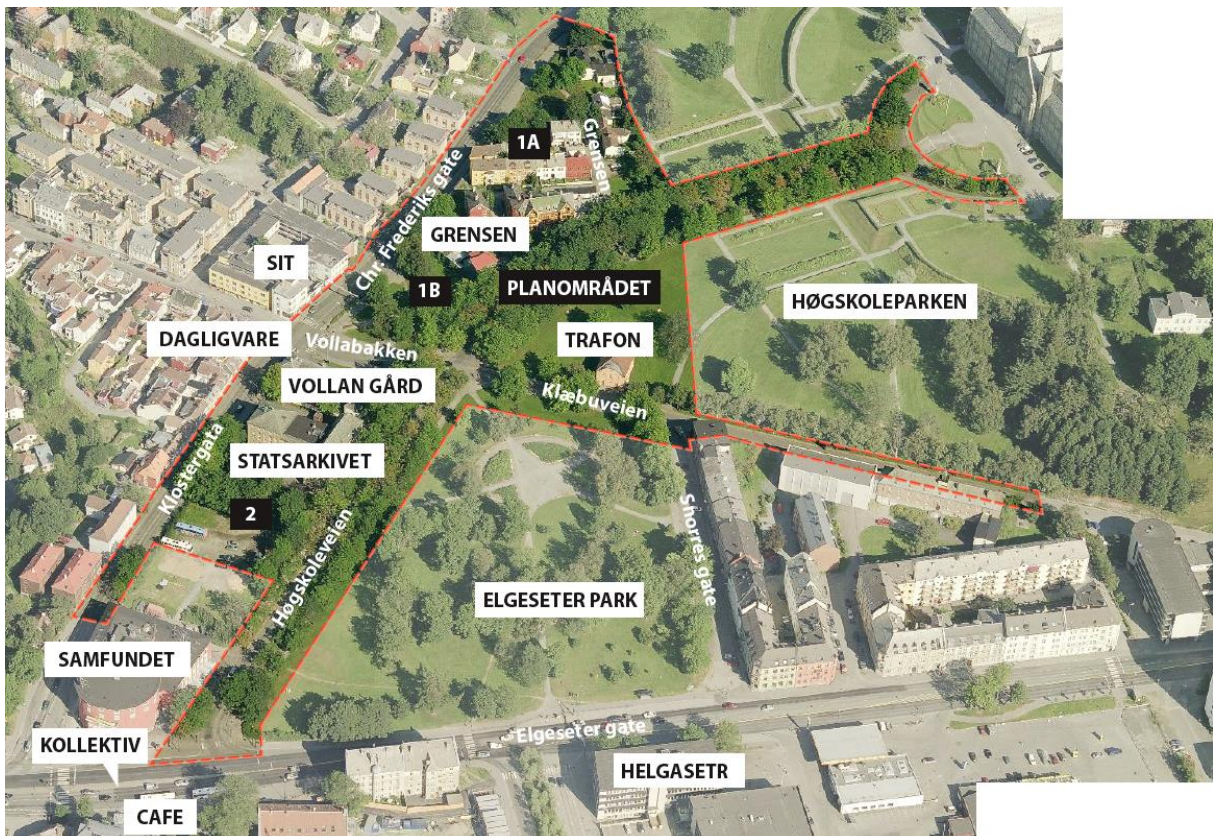 1A
Grensen
GRENSEN
Chr. Frederiks gate
SIT
1B
PLANOMRÅDET
HØGSKOLEPARKEN
DAGLIGVARE
Vollabakken
TRAFON
VOLLAN GÅRD
Klæbuveien
STATSARKIVET
Klostergata
2
Høgskoleveien
Snorres gate
ELGESETER PARK
SAMFUNDET
KOLLEKTIV
Elgeseter gate
HELGASETR
CAFE